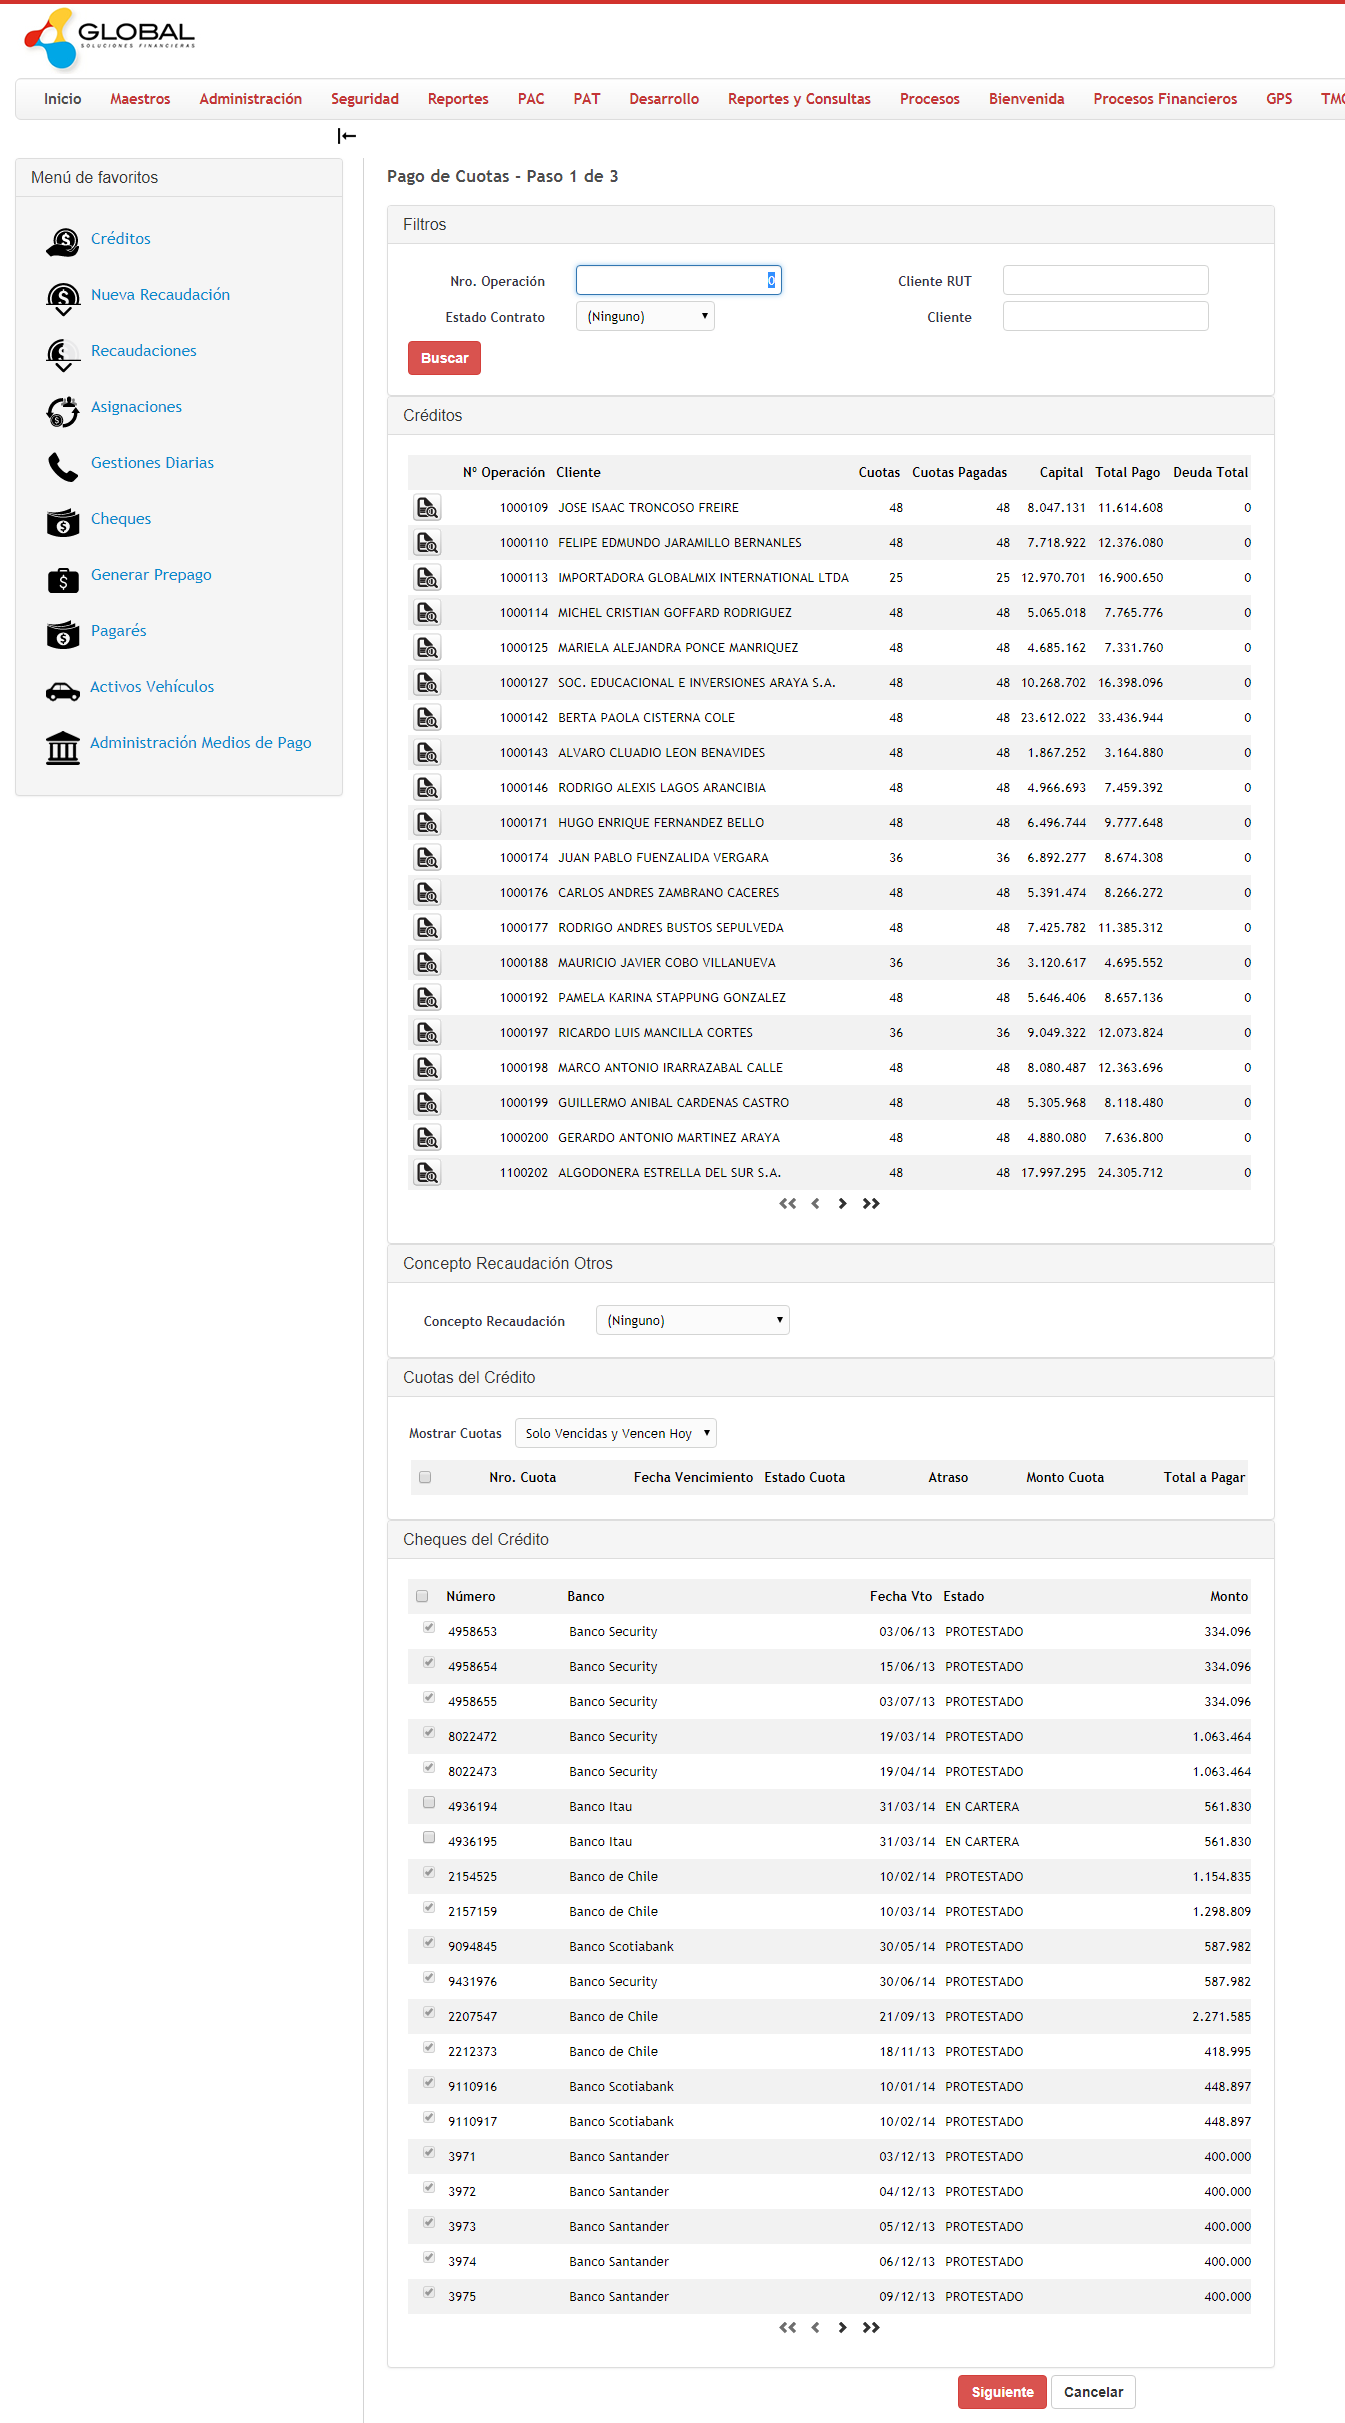 GLOBAL
SOLUCIONES FINANCIERAS
Inicio Maestros Administración Seguridad Reportes PAC PAT Desarrollo Reportes y Consultas Procesos Bienvenida Procesos Financieros GPS
Menú de favoritos
Créditos
Nueva Recaudación
Recaudaciones
Asignaciones
Gestiones Diarias
Cheques
Generar Prepago
Pagarés
Activos Vehículos
Administración Medios de Pago
Pago de Cuotas - Paso 1 de 3
Filtros
Nro. Operación 0 Cliente RUT
Estado Contrato (Ninguno) Cliente
Buscar
Créditos
Nº Operación Cliente Cuotas Cuotas Pagadas Capital Total Pago Deuda Total
1000109 JOSE ISAAC TRONCOSO FREIRE 48 48 8.047.131 11.614.608 0
1000110 FELIPE EDMUNDO JARAMILLO BERNANLES 48 48 7.718.922 12.376.080 0
1000113 IMPORTADORA GLOBALMIX INTERNATIONAL LTDA 25 25 12.970.701 16.900.650 0
1000114 MICHEL CRISTIAN GOFFARD RODRIGUEZ 48 48 5.065.018 7.765.776 0
1000125 MARIELA ALEJANDRA PONCE MANRIQUEZ 48 48 4.685.162 7.331.760 0
1000127 SOC. EDUCACIONAL E INVERSIONES ARAYA S.A. 48 48 10.268.702 16.398.096 0
1000142 BERTA PAOLA CISTERNA COLE 48 48 23.612.022 33.436.944 0
1000143 ALVARO CLUADIO LEON BENAVIDES 48 48 1.867.252 3.164.880 0
1000146 RODRIGO ALEXIS LAGOS ARANCIBIA 48 48 4.966.693 7.459.392 0
1000171 HUGO ENRIQUE FERNANDEZ BELLO 48 48 6.496.744 9.777.648 0
1000174 JUAN PABLO FUENZALIDA VERGARA 36 36 6.892.277 8.674.308 0
1000176 CARLOS ANDRES ZAMBRANO CACERES 48 48 5.391.474 8.266.272 0
1000177 RODRIGO ANDRES BUSTOS SEPULVEDA 48 48 7.425.782 11.385.312 0
1000188 MAURICIO JAVIER COBO VILLANUEVA 36 36 3.120.617 4.695.552 0
1000192 PAMELA KARINA STAPPUNG GONZALEZ 48 48 5.646.406 8.657.136 0
1000197 RICARDO LUIS MANCILLA CORTES 36 36 9.049.322 12.073.824 0
1000198 MARCO ANTONIO IRARRAZABAL CALLE 48 48 8.080.487 12.363.696 0
1000199 GUILLERMO ANIBAL CARDENAS CASTRO 48 48 5.305.968 8.118.480 0
1000200 GERARDO ANTONIO MARTINEZ ARAYA 48 48 4.880.080 7.636.800 0
1100202 ALGODONERA ESTRELLA DEL SUR S.A. 48 48 17.997.295 24.305.712 0
Concepto Recaudación Otros
Concepto Recaudación (Ninguno)
Cuotas del Crédito
Mostrar Cuotas Solo Vencidas y Vencen Hoy
Nro. Cuota Fecha Vencimiento Estado Cuota Atraso Monto Cuota Total a Pagar
Cheques del Crédito
Número Banco Fecha Vto Estado Monto
4958653 Banco Security 03/06/13 PROTESTADO 334.096
4958654 Banco Security 15/06/13 PROTESTADO 334.096
4958655 Banco Security 03/07/13 PROTESTADO 334.096
8022472 Banco Security 19/03/14 PROTESTADO 1.063.464
8022473 Banco Security 19/04/14 PROTESTADO 1.063.464
4936194 Banco Itau 31/03/14 EN CARTERA 561.830
4936195 Banco Itau 31/03/14 EN CARTERA 561.830
2154525 Banco de Chile 10/02/14 PROTESTADO 1.154.835
2157159 Banco de Chile 10/03/14 PROTESTADO 1.298.809
9094845 Banco Scotiabank 30/05/14 PROTESTADO 587.982
9431976 Banco Security 30/06/14 PROTESTADO 587.982
2207547 Banco de Chile 21/09/13 PROTESTADO 2.271.585
2212373 Banco de Chile 18/11/13 PROTESTADO 418.995
9110916 Banco Scotiabank 10/01/14 PROTESTADO 448.897
9110917 Banco Scotiabank 10/02/14 PROTESTADO 448.897
3971 Banco Santander 03/12/13 PROTESTADO 400.000
3972 Banco Santander 04/12/13 PROTESTADO 400.000
3973 Banco Santander 05/12/13 PROTESTADO 400.000
3974 Banco Santander 06/12/13 PROTESTADO 400.000
3975 Banco Santander 09/12/13 PROTESTADO 400.000
Siguiente Cancelar